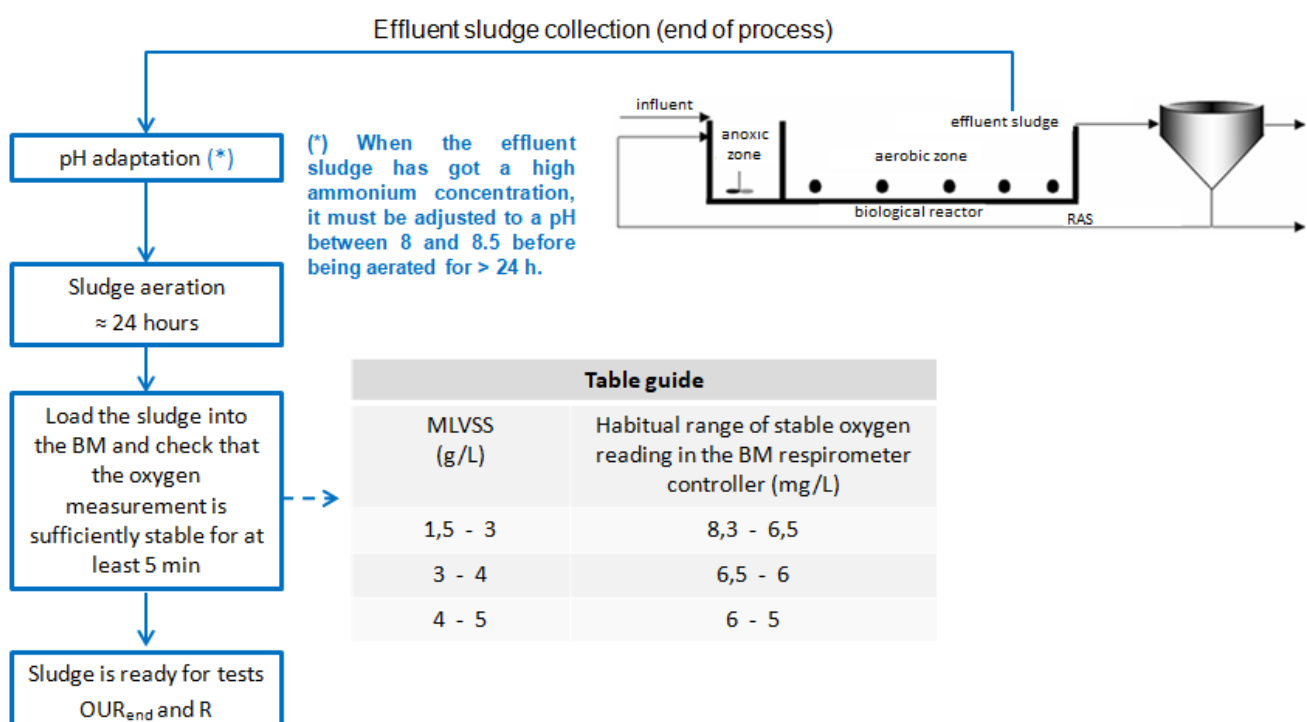 Effluent sludge collection (end of process)
pH adaptation (*)
(*) When the effluent
sludge has got a high
ammonium concentration,
it must be adjusted to a pH
between 8 and 8.5 before
being aerated for > 24 h.
influent
anoxic
zone
aerobic zone
effluent sludge
biological reactor
RAS
Sludge aeration
≈ 24 hours
Load the sludge into
the BM and check that
the oxygen
measurement is
sufficiently stable for at
least 5 min
Table guide
MLVSS
(g/L)
Habitual range of stable oxygen
reading in the BM respirometer
controller (mg/L)
1,5 - 3
8,3 - 6,5
3 - 4
6,5 - 6
4 - 5
6 - 5
Sludge is ready for tests
OURend and R